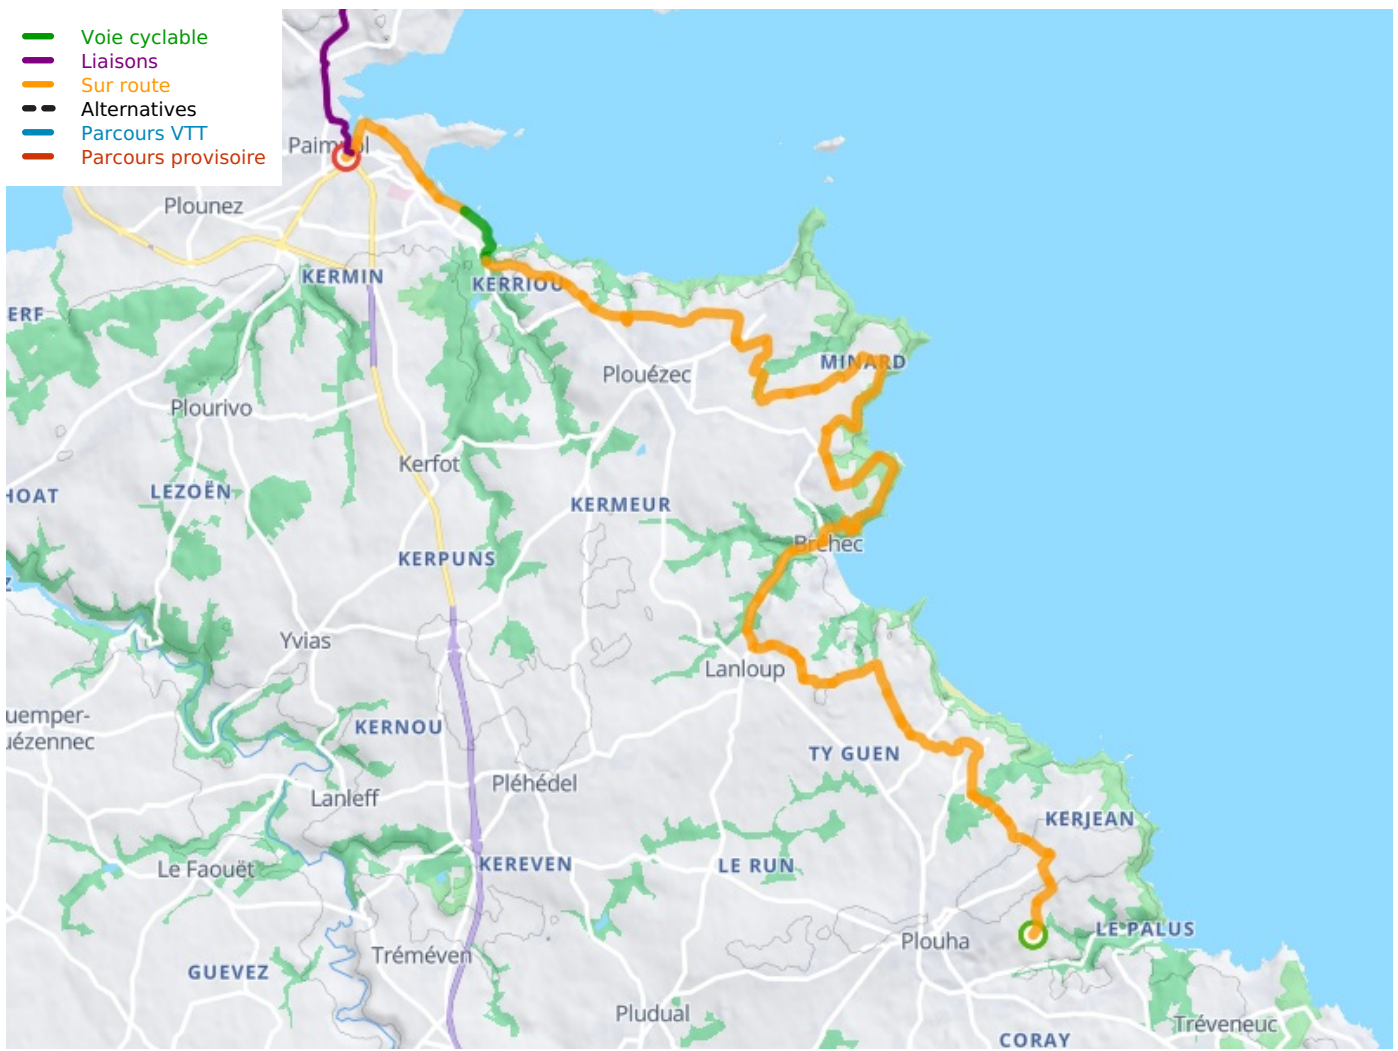 Voie cyclable
Liaisons
Sur route
Alternatives
Parcours VTT
Parcours provisoire
Plounez
KERMIN
KERRIOU
ERF
MINARD
Plouézec
Plourivo
Kerfot
HOAT
LEZOËN
KERMEUR
Bréhec
KERPUNS
Z
Yvias
Lanloup
uemper-
uézennec
KERNOU
TY GUEN
Pléhédel
Lanleff
KERJEAN
Le Faouët
KEREVEN
LE RUN
LE PALUS
Plouha
Tréméven
GUEVEZ
Pludual
Tréveneuc
CORAY